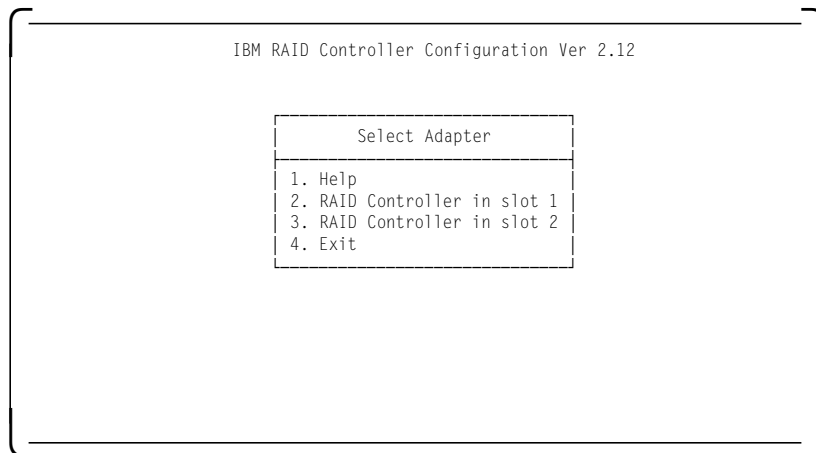 IBM RAID Controller Configuration Ver 2.12
Select Adapter
1. Help
2. RAID Controller in slot 1
3. RAID Controller in slot 2
4. Exit